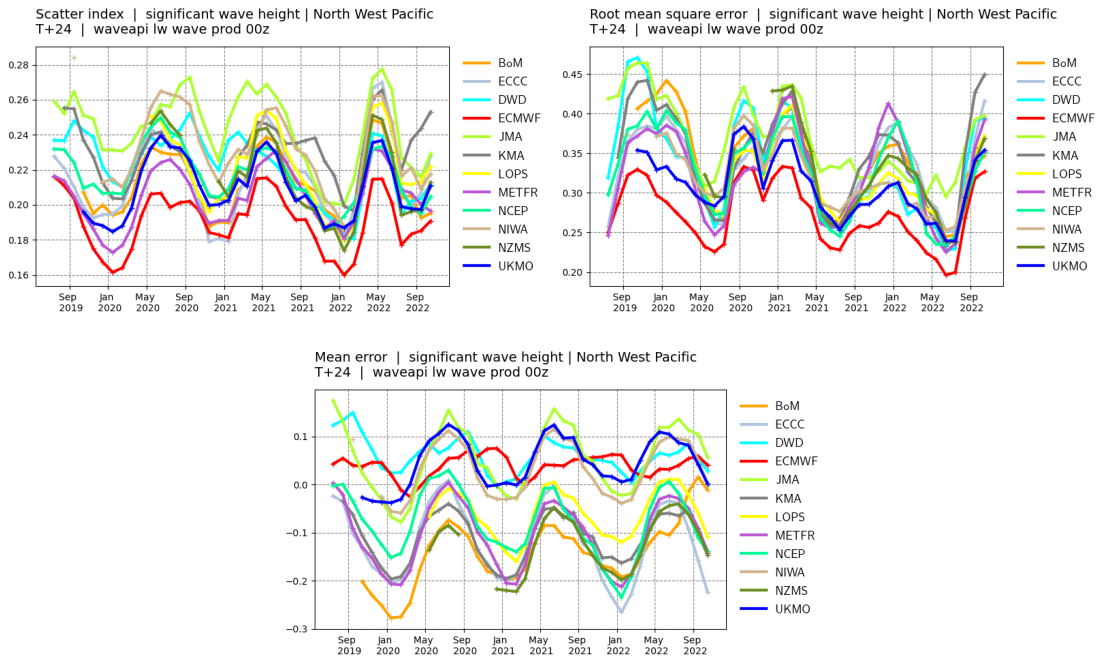 Scatter index | significant wave height | North West Pacific
T+24 | waveapi lw wave prod 00z
0.28
0.26
0.24
0.22
0.20
0.18
0.16
Sep 2019
Jan 2020
May 2020
Sep 2020
Jan 2021
May 2021
Sep 2021
Jan 2022
May 2022
Sep 2022
BoM
ECCC
DWD
ECMWF
JMA
KMA
LOPS
METFR
NCEP
NIWA
NZMS
UKMO
Root mean square error | significant wave height | North West Pacific
T+24 | waveapi lw wave prod 00z
0.45
0.40
0.35
0.30
0.25
0.20
Sep 2019
Jan 2020
May 2020
Sep 2020
Jan 2021
May 2021
Sep 2021
Jan 2022
May 2022
Sep 2022
BoM
ECCC
DWD
ECMWF
JMA
KMA
LOPS
METFR
NCEP
NIWA
NZMS
UKMO
Mean error | significant wave height | North West Pacific
T+24 | waveapi lw wave prod 00z
0.1
0.0
−0.1
−0.2
−0.3
Sep 2019
Jan 2020
May 2020
Sep 2020
Jan 2021
May 2021
Sep 2021
Jan 2022
May 2022
Sep 2022
BoM
ECCC
DWD
ECMWF
JMA
KMA
LOPS
METFR
NCEP
NIWA
NZMS
UKMO